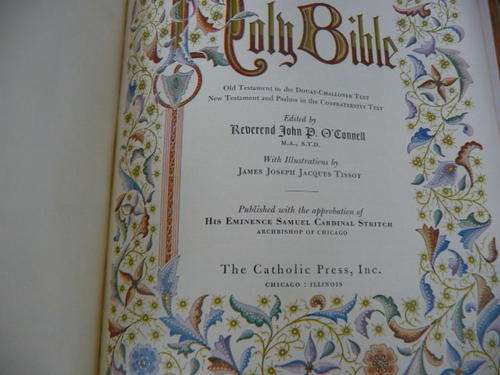 Holy Bible
Old Testament in the Douay-Challoner Text
New Testament and Psalms in the Confraternity Text
Edited by
Reverend John P. O'Connell
M.A., S.T.D.
With Illustrations by
James Joseph Jacques Tissot
Published with the approbation of
His Eminence Samuel Cardinal Stritch
ARCHBISHOP OF CHICAGO
The Catholic Press, Inc.
CHICAGO : ILLINOIS